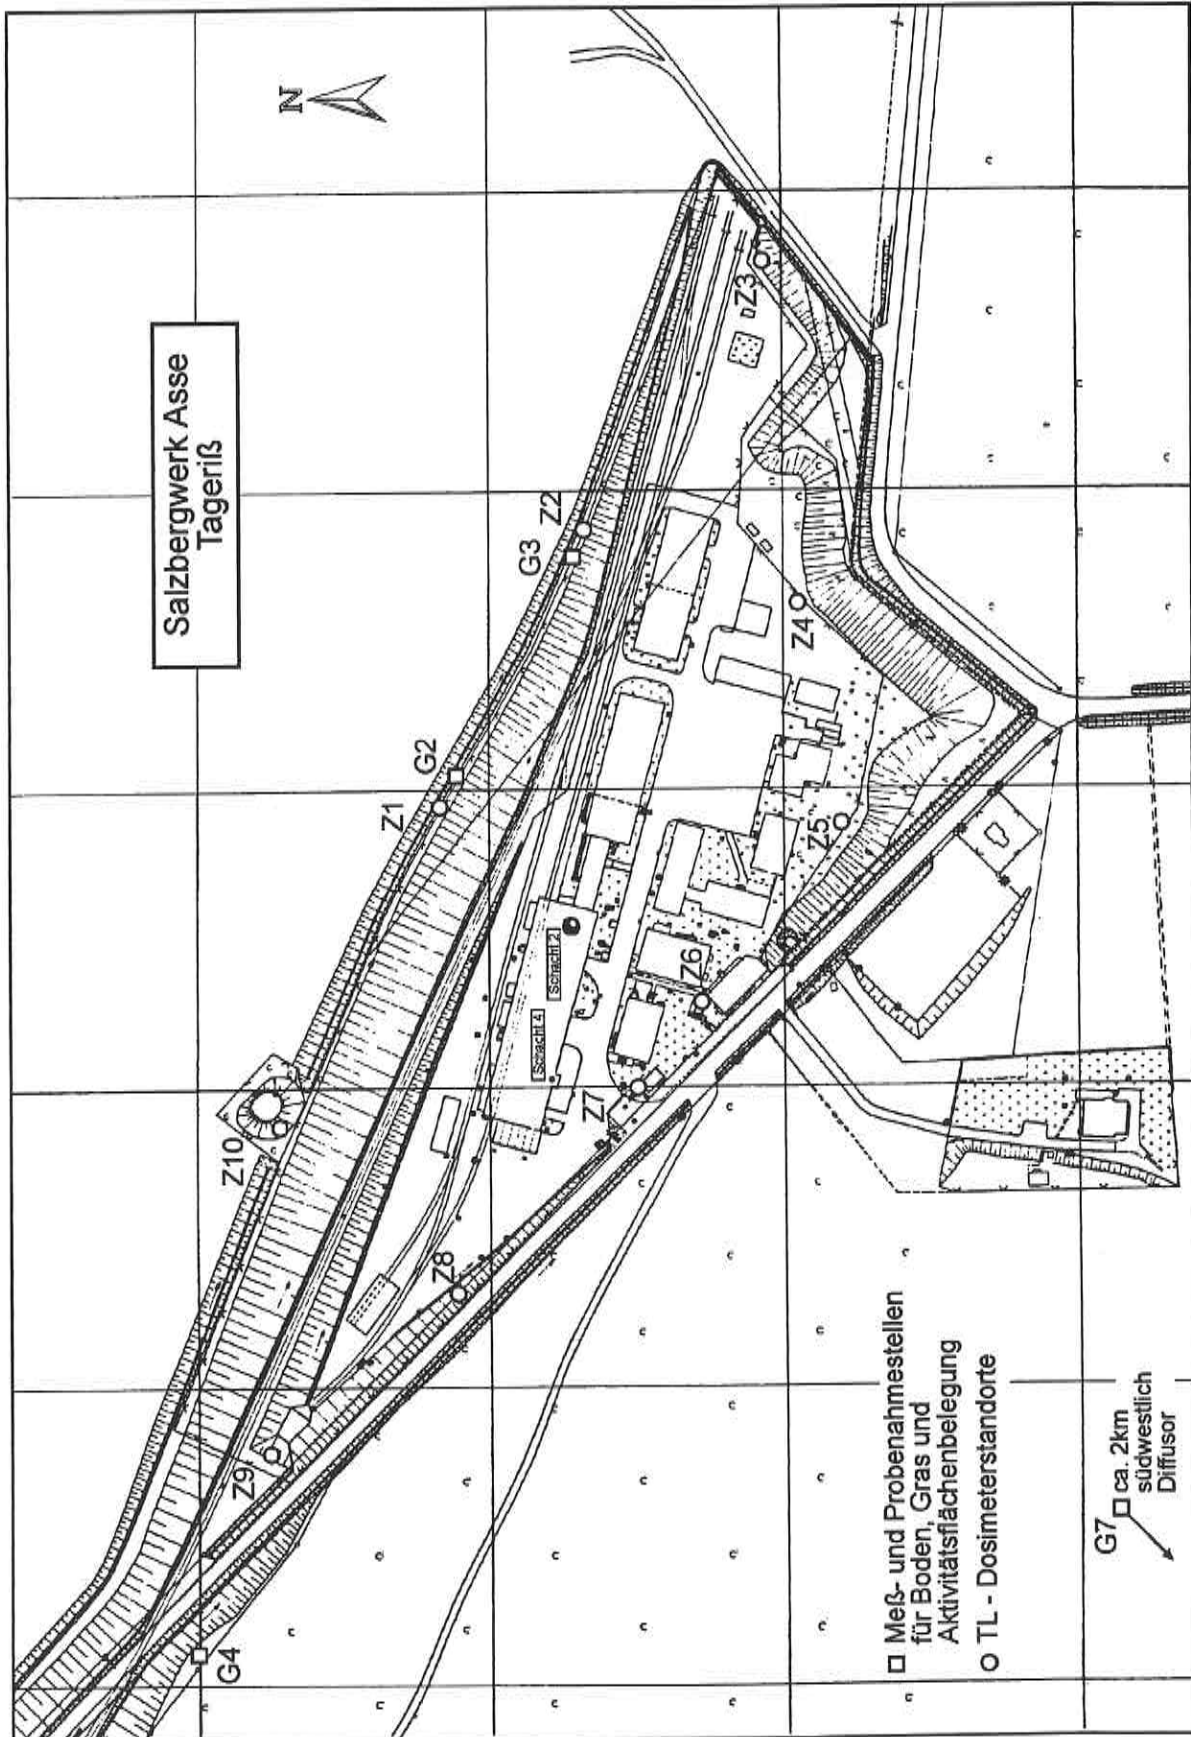 Salzbergwerk Asse
Tageriß
N
Z10
Z1
G2
G3
Z2
Z9
G4
Z8
Schacht 4
Schacht 2
Z7
Z6
Z5
Z4
Z3
□ Meß- und Probenahmestellen
für Boden, Gras und
Aktivitätsflächenbelegung
○ TL - Dosimeterstandorte
G7
ca. 2km
südwestlich
Diffusor